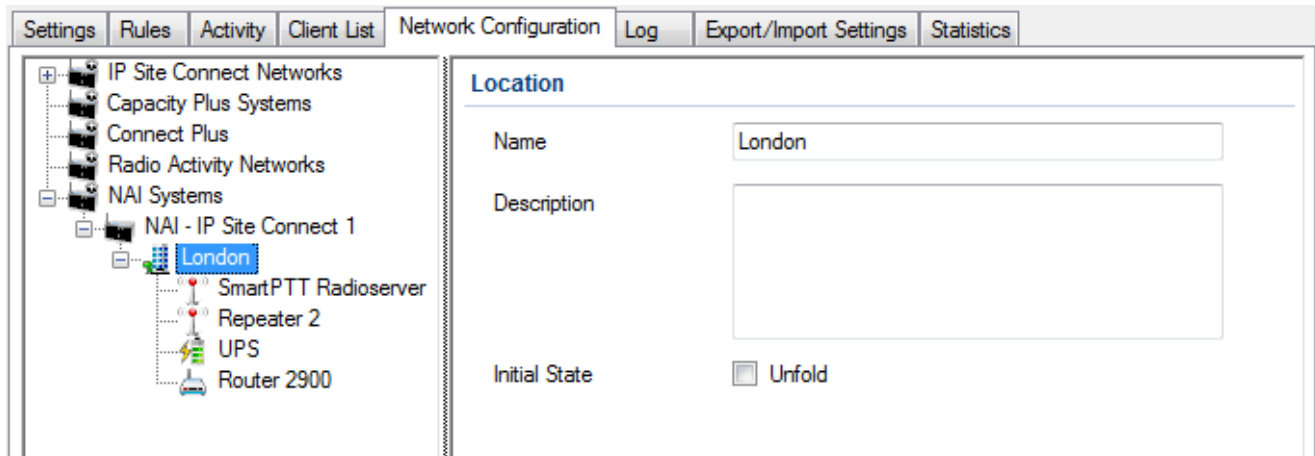 Settings Rules Activity Client List Network Configuration Log Export/Import Settings Statistics
IP Site Connect Networks
Capacity Plus Systems
Connect Plus
Radio Activity Networks
NAI Systems
NAI - IP Site Connect 1
London
SmartPTT Radioserver
Repeater 2
UPS
Router 2900
Location
Name London
Description
Initial State Unfold